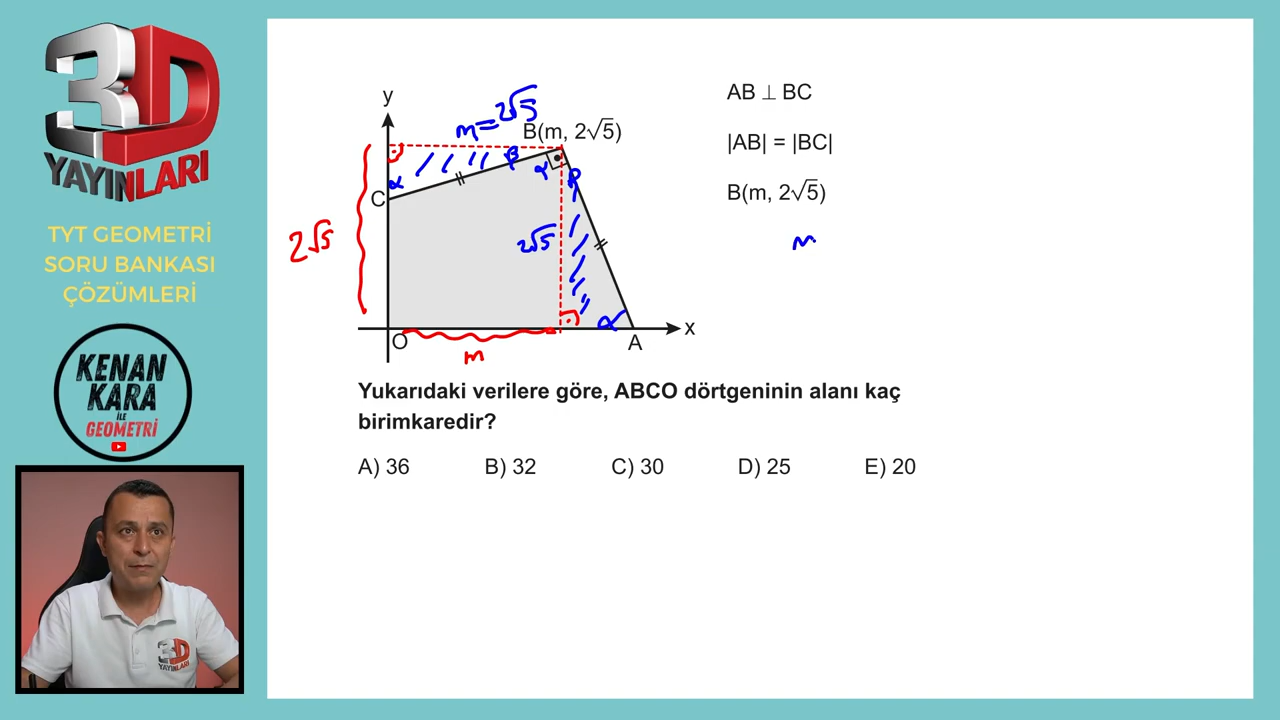 3D
YAYINLARI
TYT GEOMETRİ
SORU BANKASI
ÇÖZÜMLERİ
KENAN
KARA
İLE
GEOMETRİ
3D
YAYINLARI
y
m=2√5
B(m, 2√5)
α
β
α
β
C
2√5
2√5
α
O
A
x
m
AB ⊥ BC
|AB| = |BC|
B(m, 2√5)
m
Yukarıdaki verilere göre, ABCO dörtgeninin alanı kaç
birimkaredir?
A) 36 B) 32 C) 30 D) 25 E) 20